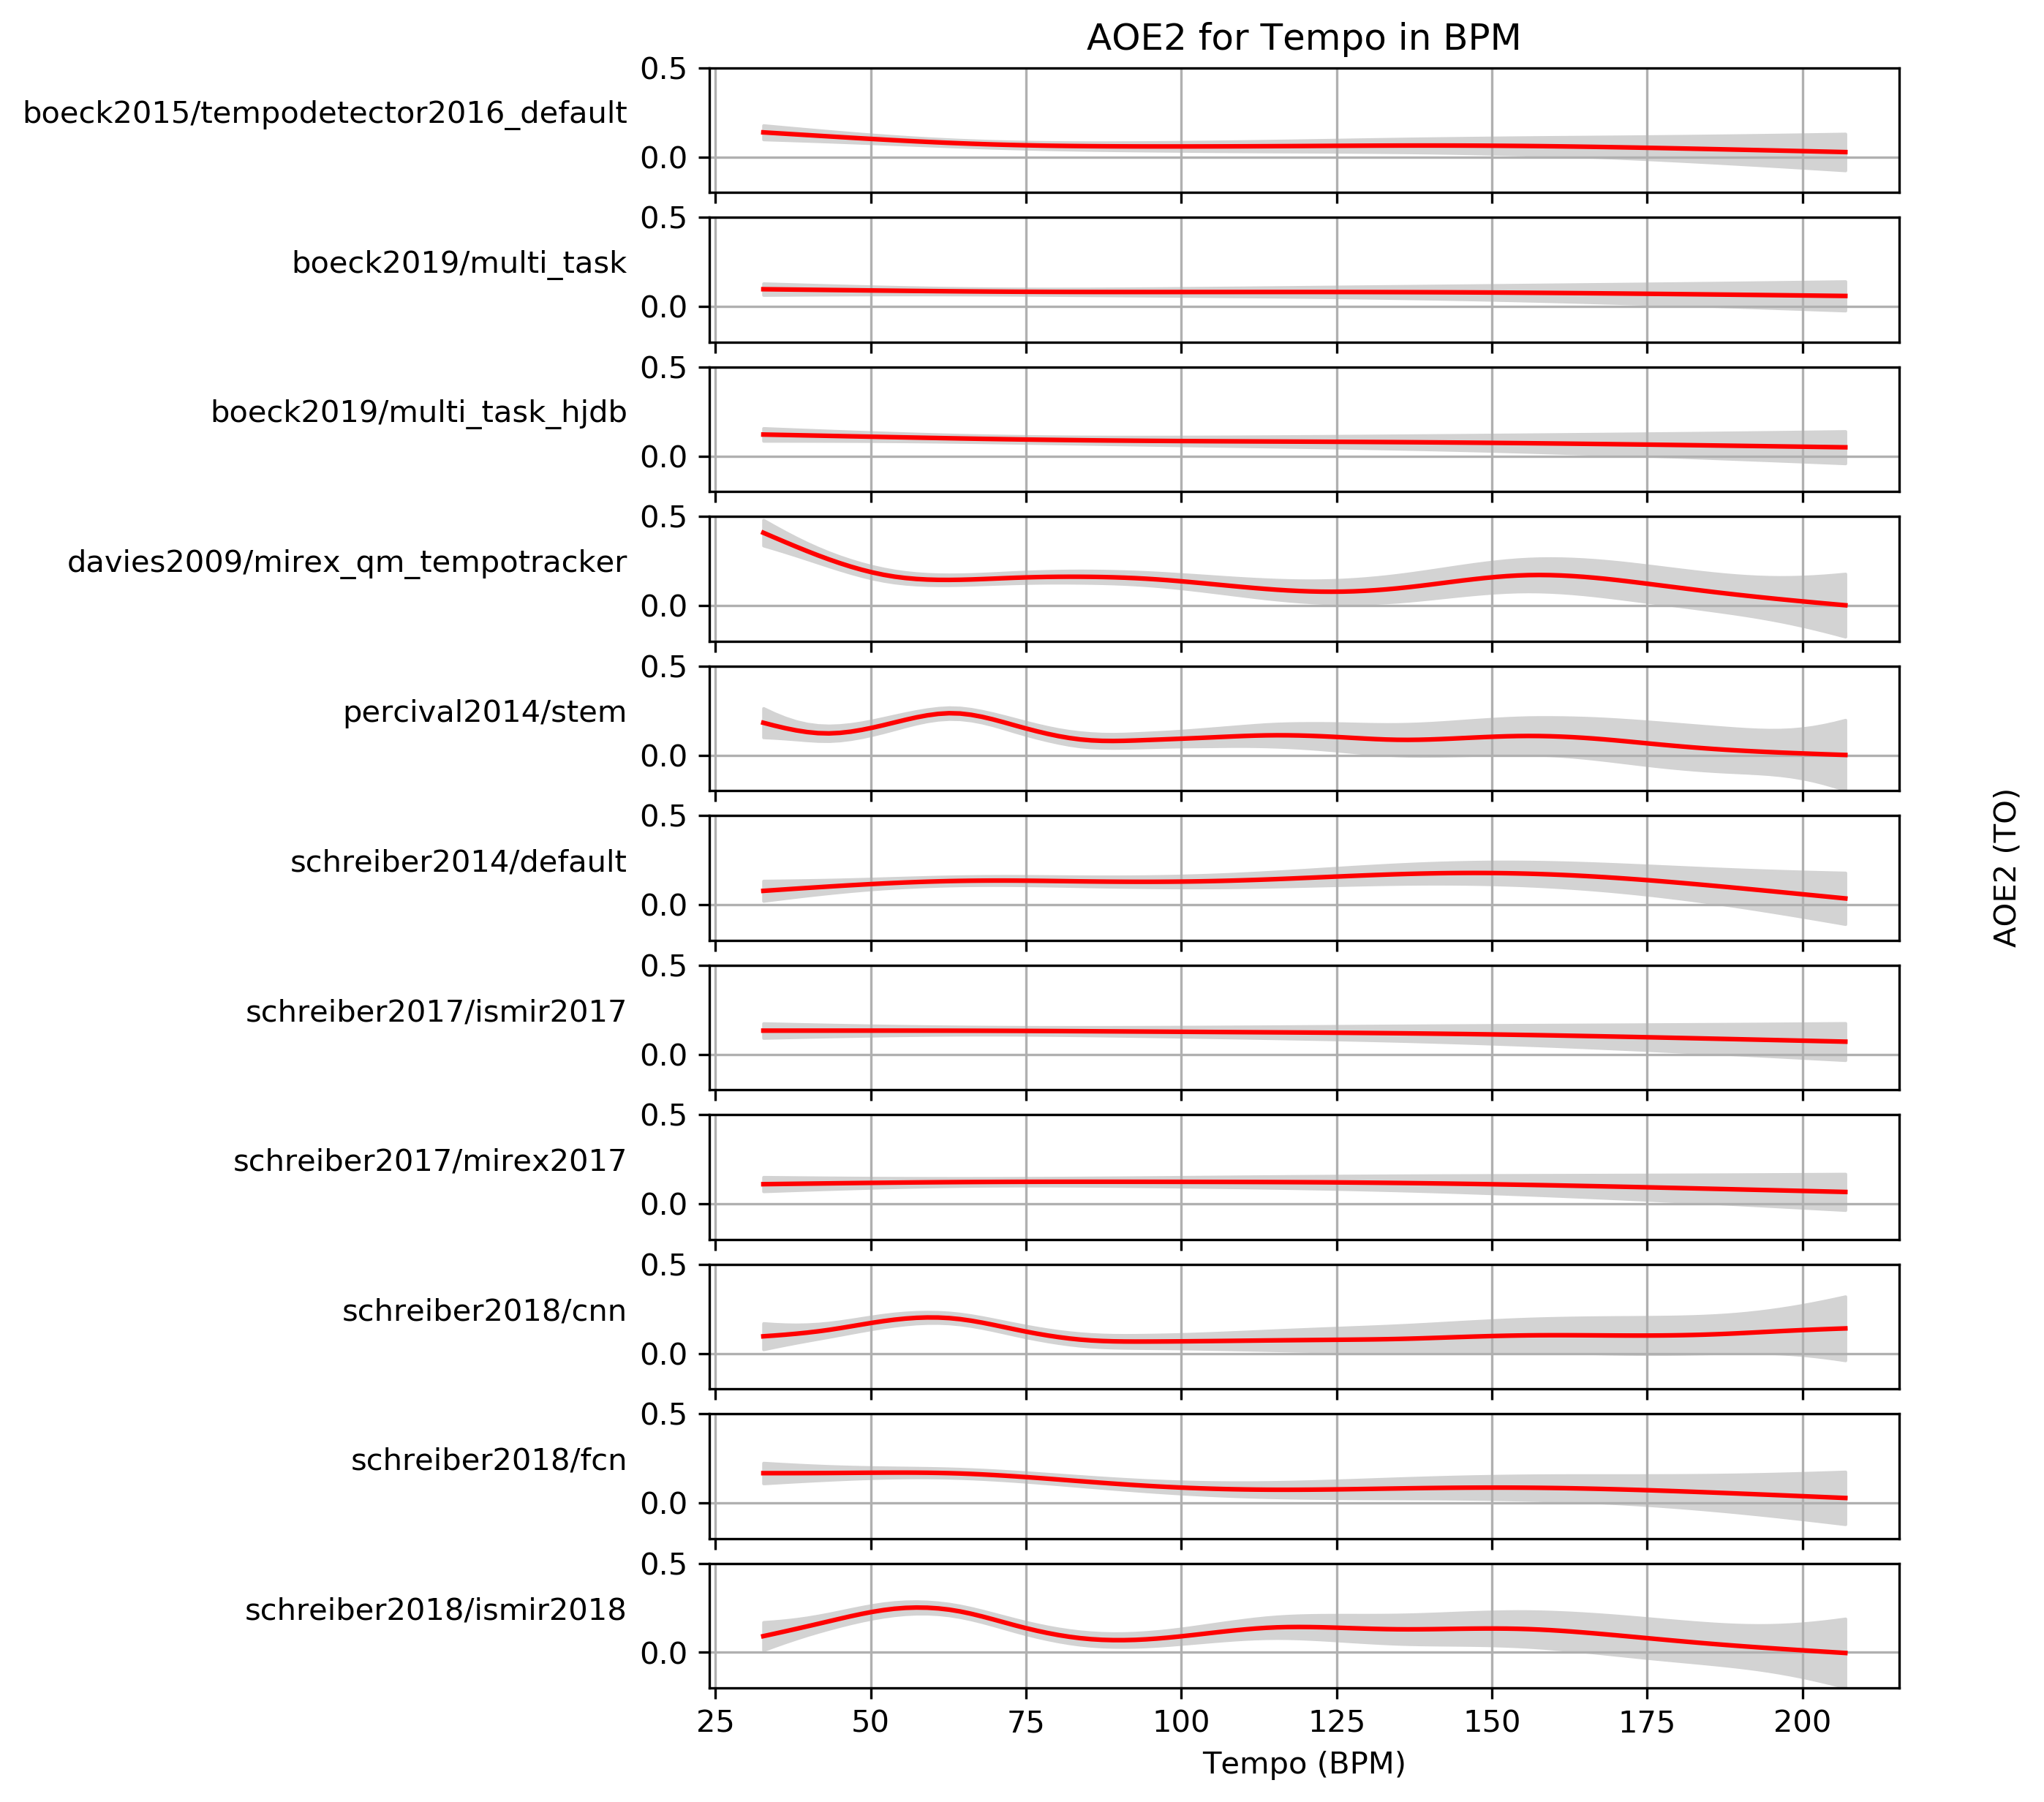 AOE2 for Tempo in BPM
0.5
boeck2015/tempodetector2016_default
0.0
0.5
boeck2019/multi_task
0.0
0.5
boeck2019/multi_task_hjdb
0.0
0.5
davies2009/mirex_qm_tempotracker
0.0
0.5
percival2014/stem
0.0
0.5
schreiber2014/default
0.0
AOE2 (TO)
0.5
schreiber2017/ismir2017
0.0
0.5
schreiber2017/mirex2017
0.0
0.5
schreiber2018/cnn
0.0
0.5
schreiber2018/fcn
0.0
0.5
schreiber2018/ismir2018
0.0
25 50 75 100 125 150 175 200
Tempo (BPM)